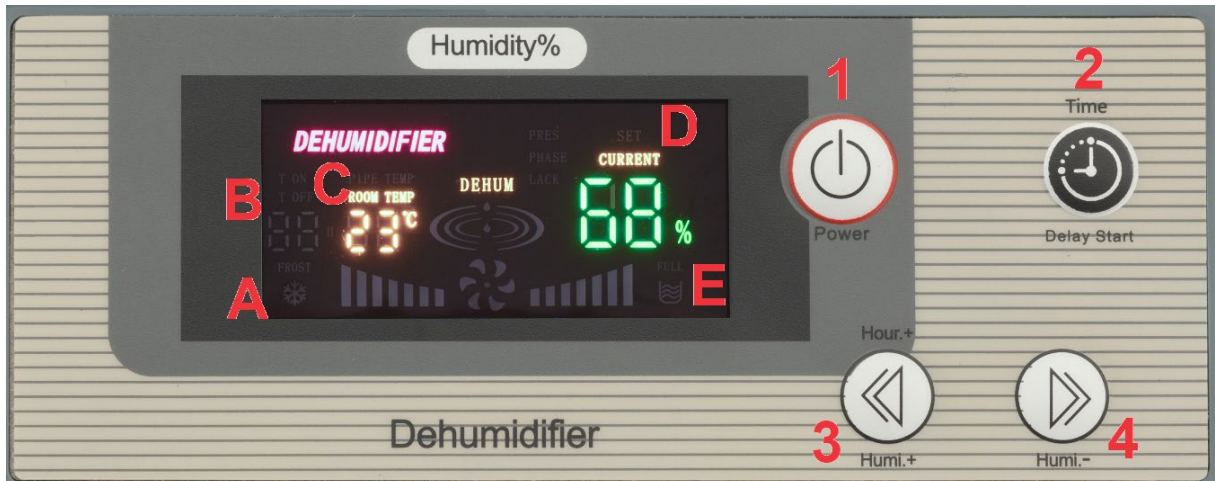 Humidity%
1
2
Time
DEHUMIDIFIER
PRES
PHASE
LACK
SET
D
CURRENT
68 %
B
T ON
T OFF
88 H
C
PIPE TEMP
ROOM TEMP
23°C
DEHUM
Power
Delay Start
A
FROST
FULL
E
Hour.+
3
Humi.+
4
Humi.-
Dehumidifier